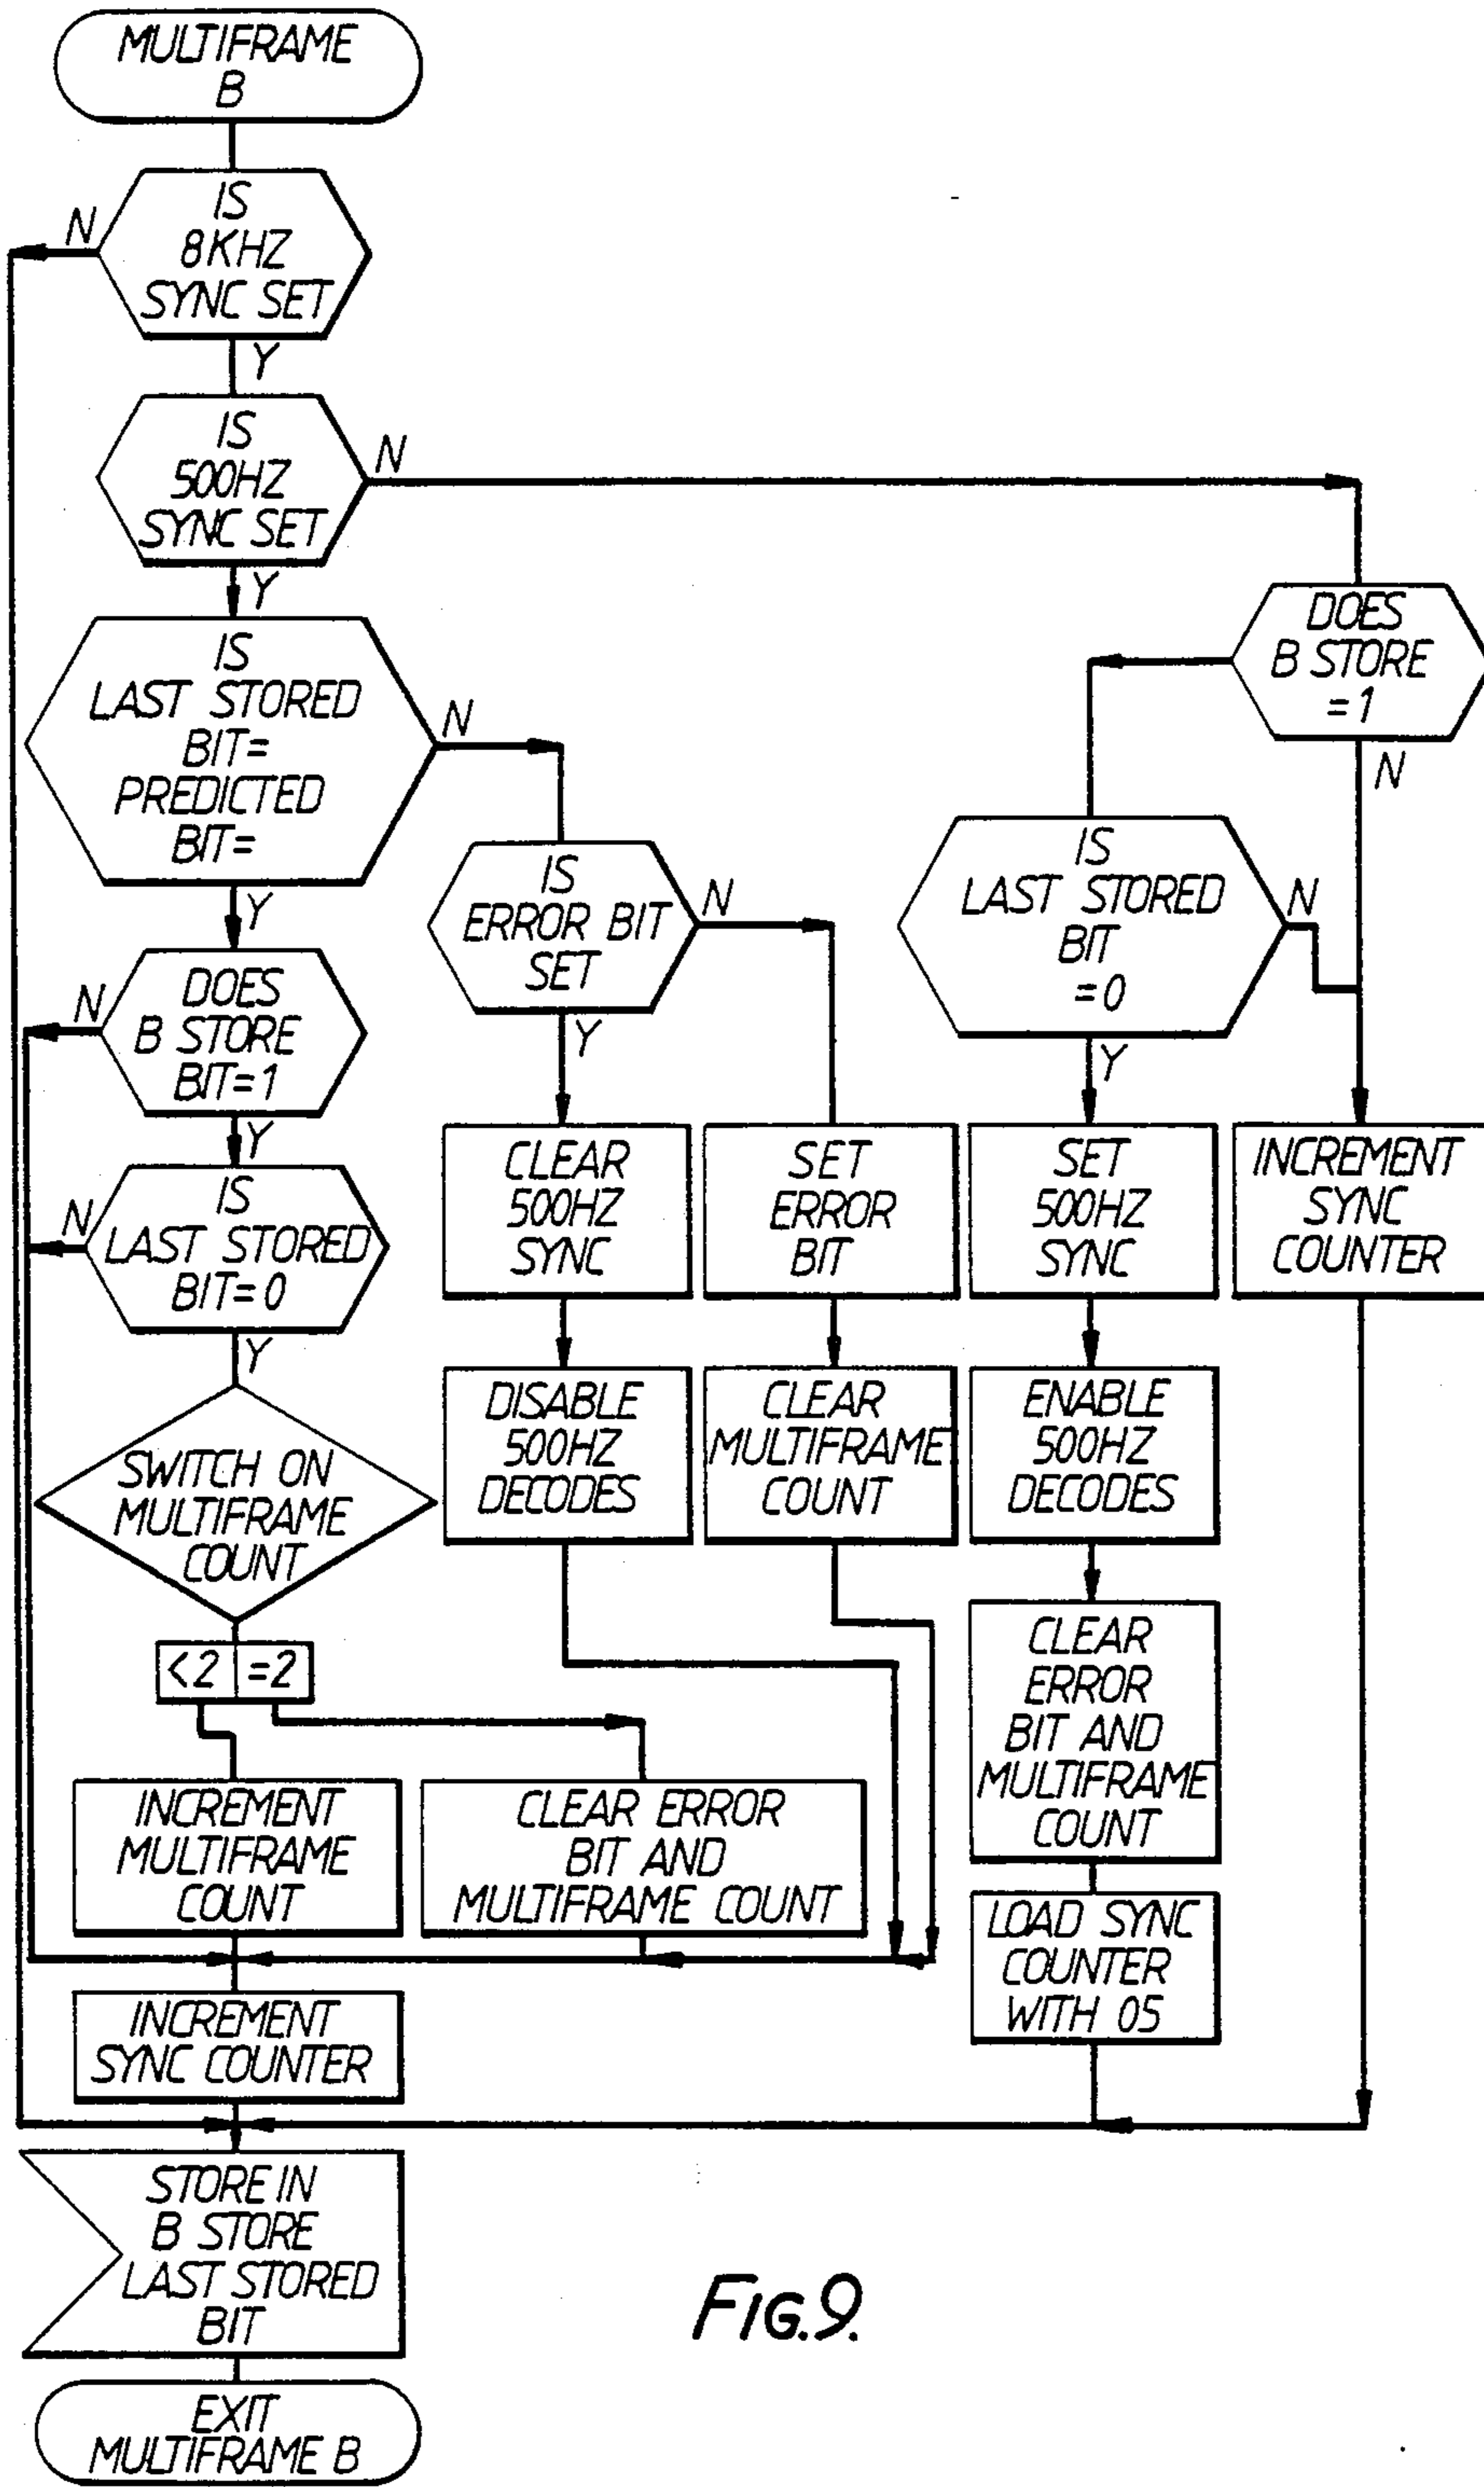 MULTIFRAME
B
IS
8KHZ
SYNC SET
N
Y
IS
500HZ
SYNC SET
N
Y
IS
LAST STORED
BIT=
PREDICTED
BIT=
N
Y
DOES
B STORE
=1
N
IS
ERROR BIT
SET
N
Y
IS
LAST STORED
BIT
=0
N
Y
DOES
B STORE
BIT=1
N
Y
IS
LAST STORED
BIT=0
N
Y
CLEAR
500HZ
SYNC
SET
ERROR
BIT
SET
500HZ
SYNC
INCREMENT
SYNC
COUNTER
SWITCH ON
MULTIFRAME
COUNT
DISABLE
500HZ
DECODES
CLEAR
MULTIFRAME
COUNT
ENABLE
500HZ
DECODES
<2 =2
CLEAR
ERROR
BIT AND
MULTIFRAME
COUNT
INCREMENT
MULTIFRAME
COUNT
CLEAR ERROR
BIT AND
MULTIFRAME COUNT
LOAD SYNC
COUNTER
WITH 05
INCREMENT
SYNC COUNTER
STORE IN
B STORE
LAST STORED
BIT
EXIT
MULTIFRAME B
FIG.9.